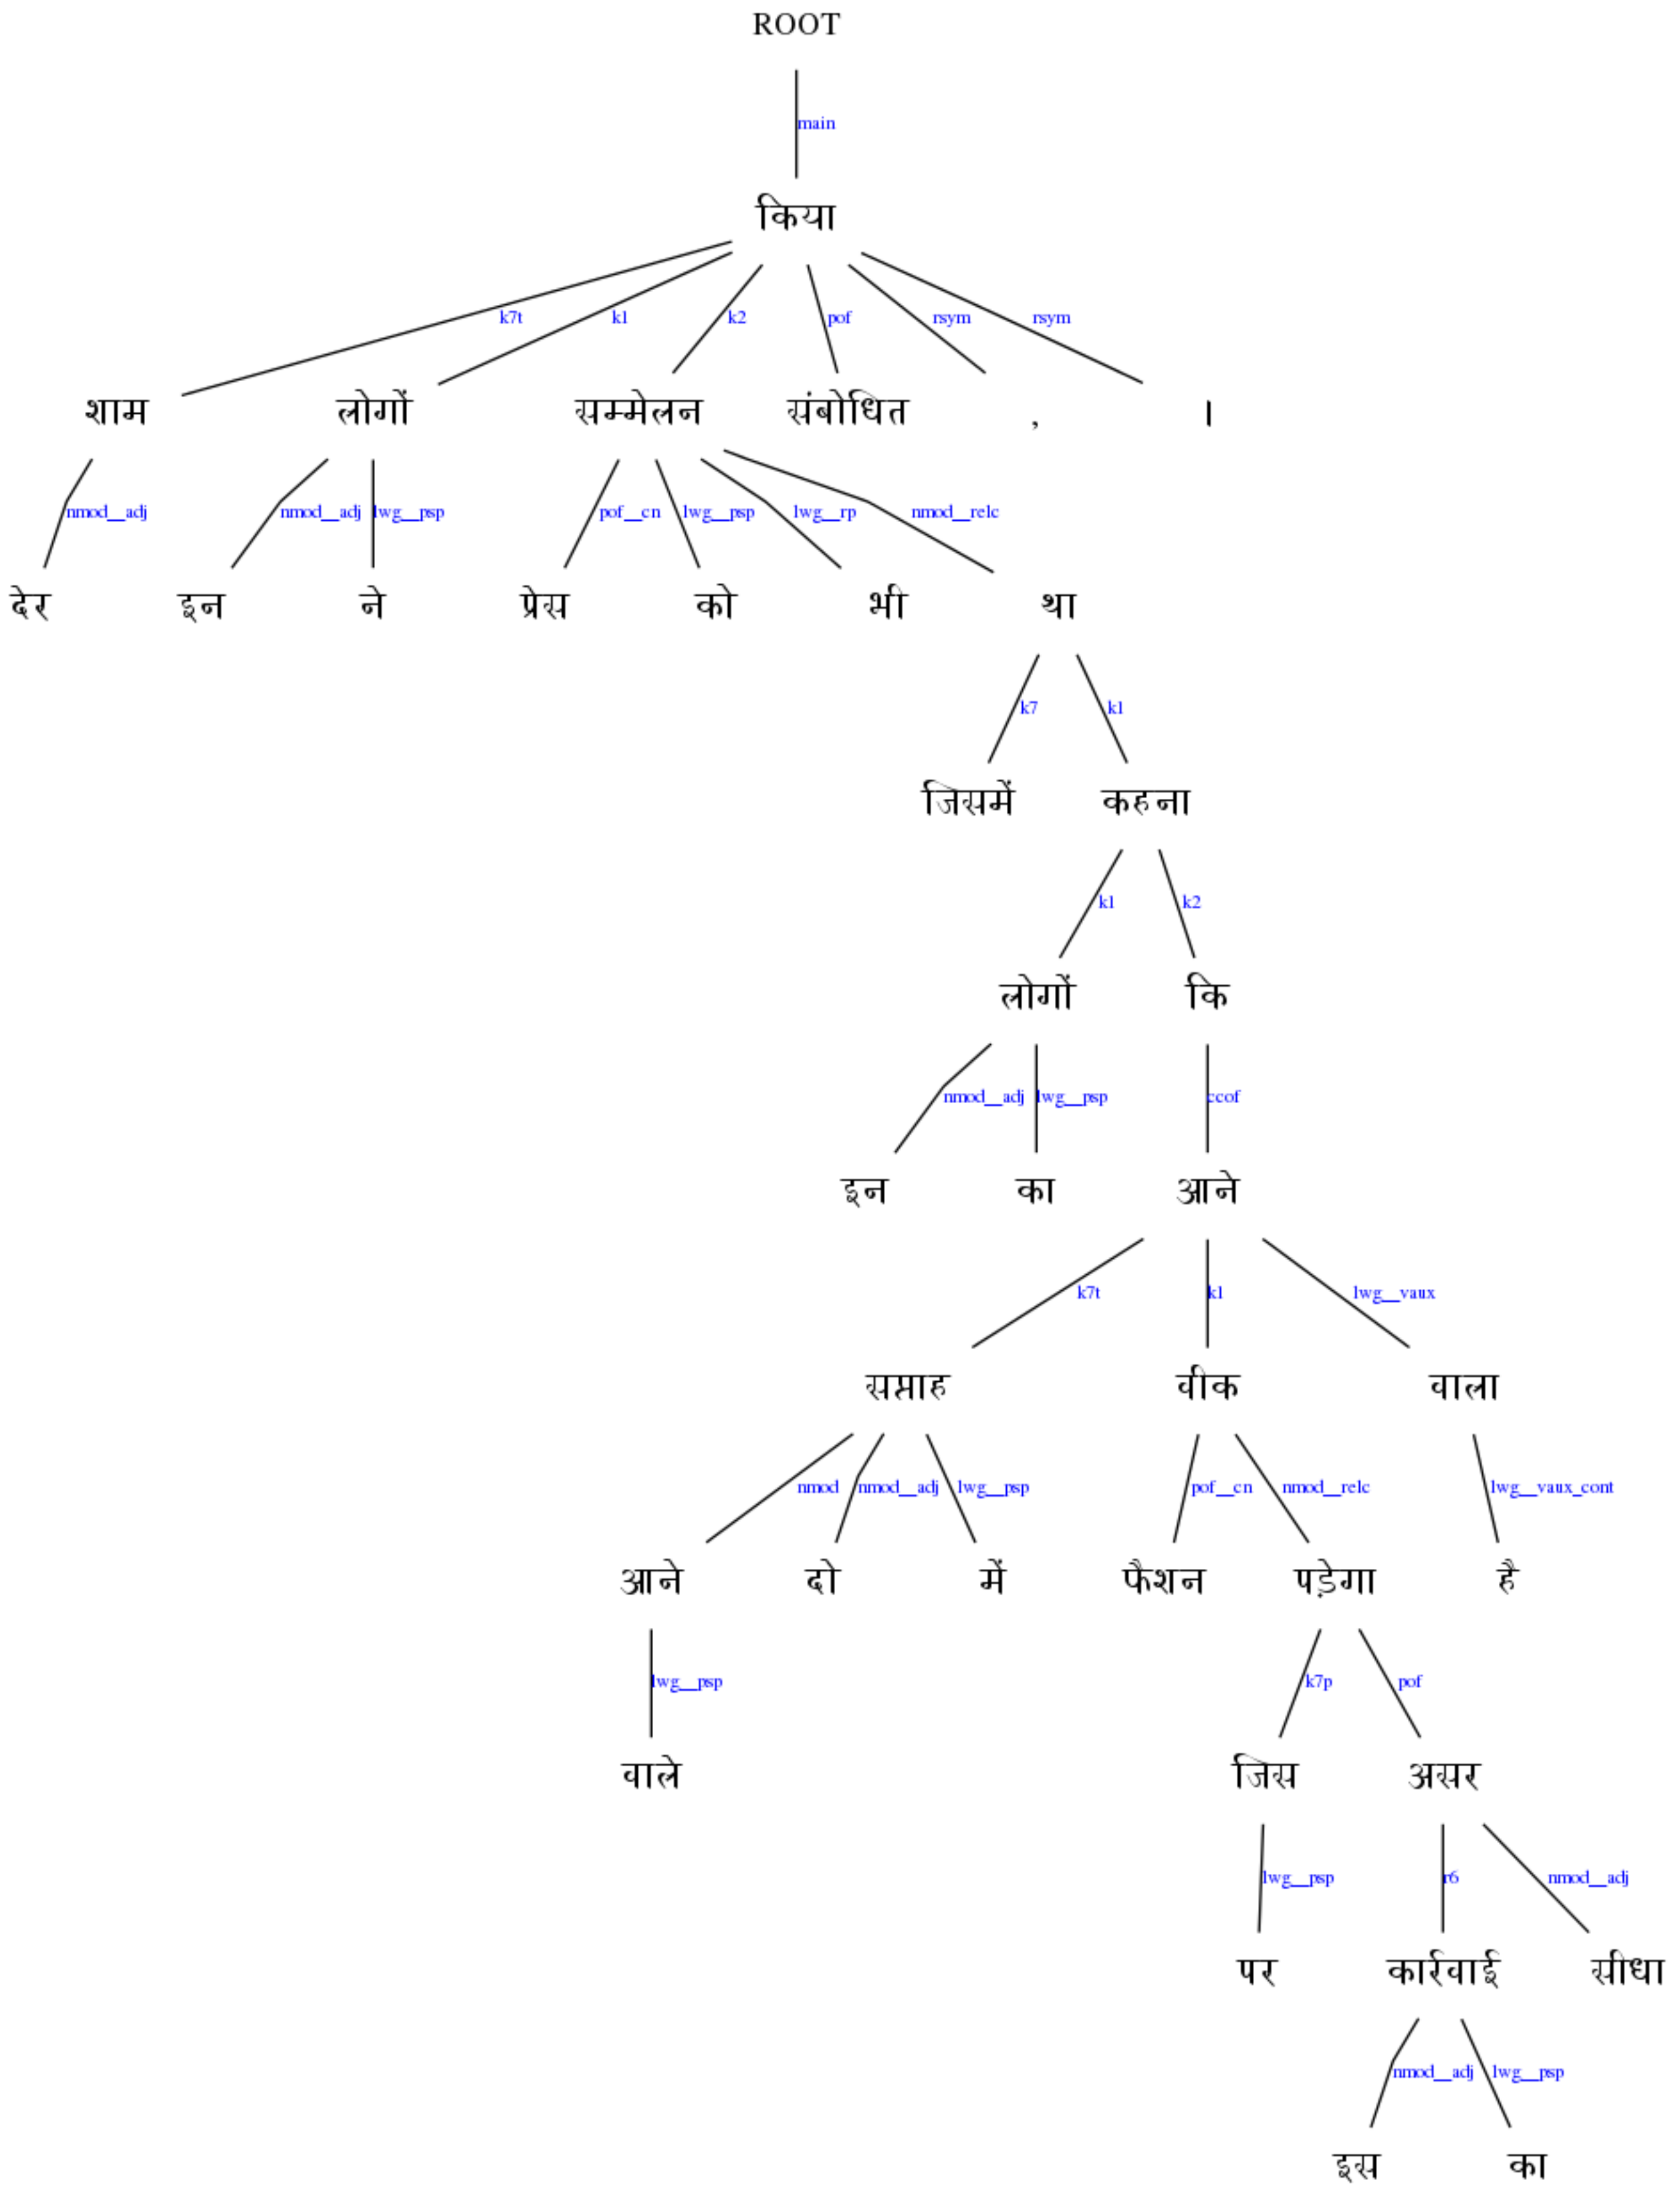 ROOT
main
किया
k7t k1 k2 pof rsym rsym
शाम लोगों सम्मेलन संबोधित , ।
nmod__adj nmod__adj lwg__psp pof__cn lwg__psp lwg__rp nmod__relc
देर इन ने प्रेस को भी था
k7 k1
जिसमें कहना
k1 k2
लोगों कि
nmod__adj lwg__psp ccof
इन का आने
k7t k1 lwg__vaux
सप्ताह वीक वाला
nmod nmod__adj lwg__psp pof__cn nmod__relc lwg__vaux_cont
आने दो में फैशन पड़ेगा है
lwg__psp k7p pof
वाले जिस असर
lwg__psp r6 nmod__adj
पर कार्रवाई सीधा
nmod__adj lwg__psp
इस का